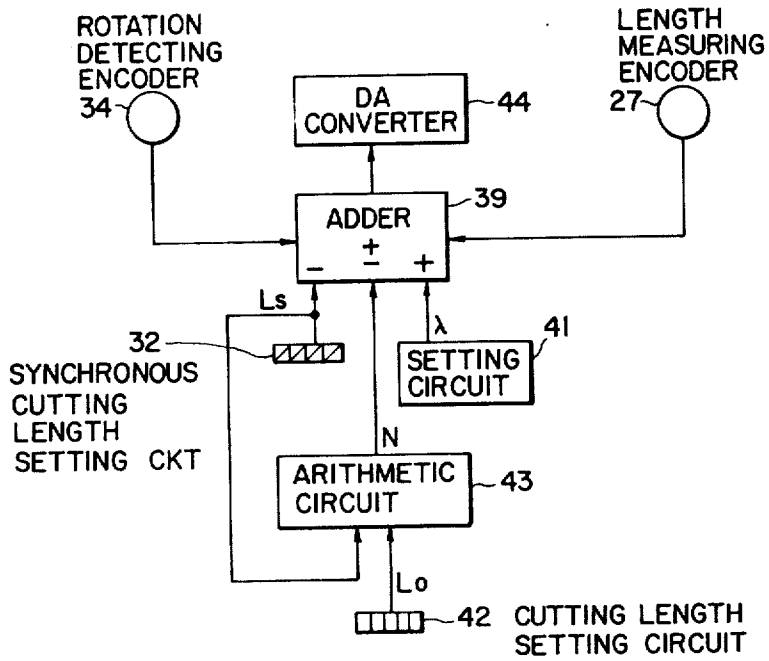 ROTATION
DETECTING
ENCODER
34
LENGTH
MEASURING
ENCODER
27
DA
CONVERTER
44
ADDER
39
+
− − +
Ls
λ
32
41
SETTING
CIRCUIT
SYNCHRONOUS
CUTTING
LENGTH
SETTING CKT
N
ARITHMETIC
CIRCUIT
43
Lo
42
CUTTING LENGTH
SETTING CIRCUIT